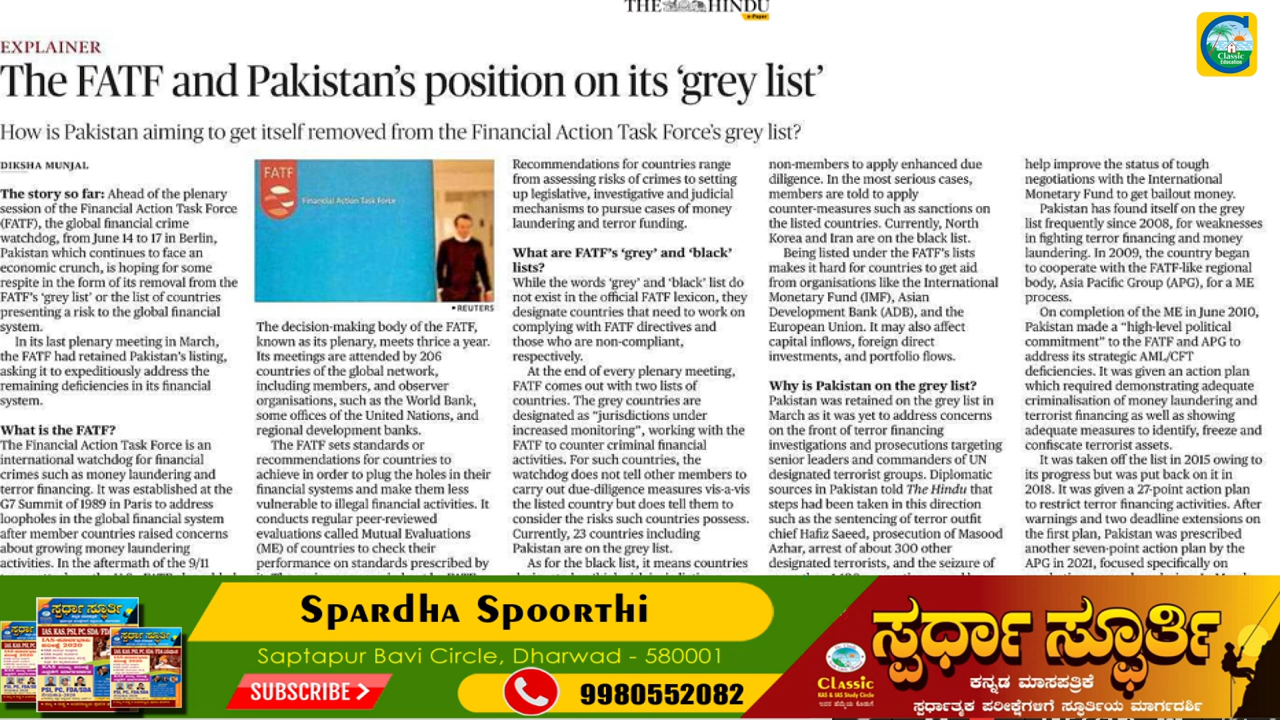 THE HINDU
e-Paper
Classic
Education
EXPLAINER
The FATF and Pakistan's position on its 'grey list'
How is Pakistan aiming to get itself removed from the Financial Action Task Force's grey list?
DIKSHA MUNJAL
The story so far: Ahead of the plenary
session of the Financial Action Task Force
(FATF), the global financial crime
watchdog, from June 14 to 17 in Berlin,
Pakistan which continues to face an
economic crunch, is hoping for some
respite in the form of its removal from the
FATF's 'grey list' or the list of countries
presenting a risk to the global financial
system.
In its last plenary meeting in March,
the FATF had retained Pakistan's listing,
asking it to expeditiously address the
remaining deficiencies in its financial
system.
What is the FATF?
The Financial Action Task Force is an
international watchdog for financial
crimes such as money laundering and
terror financing. It was established at the
G7 Summit of 1989 in Paris to address
loopholes in the global financial system
after member countries raised concerns
about growing money laundering
activities. In the aftermath of the 9/11
FATF
Financial Action Task Force
REUTERS
The decision-making body of the FATF,
known as its plenary, meets thrice a year.
Its meetings are attended by 206
countries of the global network,
including members, and observer
organisations, such as the World Bank,
some offices of the United Nations, and
regional development banks.
The FATF sets standards or
recommendations for countries to
achieve in order to plug the holes in their
financial systems and make them less
vulnerable to illegal financial activities. It
conducts regular peer-reviewed
evaluations called Mutual Evaluations
(ME) of countries to check their
performance on standards prescribed by
Recommendations for countries range
from assessing risks of crimes to setting
up legislative, investigative and judicial
mechanisms to pursue cases of money
laundering and terror funding.
What are FATF's 'grey' and 'black'
lists?
While the words 'grey' and 'black' list do
not exist in the official FATF lexicon, they
designate countries that need to work on
complying with FATF directives and
those who are non-compliant,
respectively.
At the end of every plenary meeting,
FATF comes out with two lists of
countries. The grey countries are
designated as "jurisdictions under
increased monitoring", working with the
FATF to counter criminal financial
activities. For such countries, the
watchdog does not tell other members to
carry out due-diligence measures vis-a-vis
the listed country but does tell them to
consider the risks such countries possess.
Currently, 23 countries including
Pakistan are on the grey list.
As for the black list, it means countries
non-members to apply enhanced due
diligence. In the most serious cases,
members are told to apply
counter-measures such as sanctions on
the listed countries. Currently, North
Korea and Iran are on the black list.
Being listed under the FATF's lists
makes it hard for countries to get aid
from organisations like the International
Monetary Fund (IMF), Asian
Development Bank (ADB), and the
European Union. It may also affect
capital inflows, foreign direct
investments, and portfolio flows.
Why is Pakistan on the grey list?
Pakistan was retained on the grey list in
March as it was yet to address concerns
on the front of terror financing
investigations and prosecutions targeting
senior leaders and commanders of UN
designated terrorist groups. Diplomatic
sources in Pakistan told The Hindu that
steps had been taken in this direction
such as the sentencing of terror outfit
chief Hafiz Saeed, prosecution of Masood
Azhar, arrest of about 300 other
designated terrorists, and the seizure of
help improve the status of tough
negotiations with the International
Monetary Fund to get bailout money.
Pakistan has found itself on the grey
list frequently since 2008, for weaknesses
in fighting terror financing and money
laundering. In 2009, the country began
to cooperate with the FATF-like regional
body, Asia Pacific Group (APG), for a ME
process.
On completion of the ME in June 2010,
Pakistan made a "high-level political
commitment" to the FATF and APG to
address its strategic AML/CFT
deficiencies. It was given an action plan
which required demonstrating adequate
criminalisation of money laundering and
terrorist financing as well as showing
adequate measures to identify, freeze and
confiscate terrorist assets.
It was taken off the list in 2015 owing to
its progress but was put back on it in
2018. It was given a 27-point action plan
to restrict terror financing activities. After
warnings and two deadline extensions on
the first plan, Pakistan was prescribed
another seven-point action plan by the
APG in 2021, focused specifically on
ಸ್ಪರ್ಧಾ ಸ್ಫೂರ್ತಿ
Spardha Spoorthi
Saptapur Bavi Circle, Dharwad - 580001
SUBSCRIBE
9980552082
Classic
KAS & IAS Study Circle
ಸ್ಪರ್ಧಾ ಸ್ಫೂರ್ತಿ
ಕನ್ನಡ ಮಾಸಪತ್ರಿಕೆ
ಸ್ಪರ್ಧಾತ್ಮಕ ಪರೀಕ್ಷೆಗಳಿಗೆ ಸ್ಫೂರ್ತಿಯ ಮಾರ್ಗದರ್ಶಿ